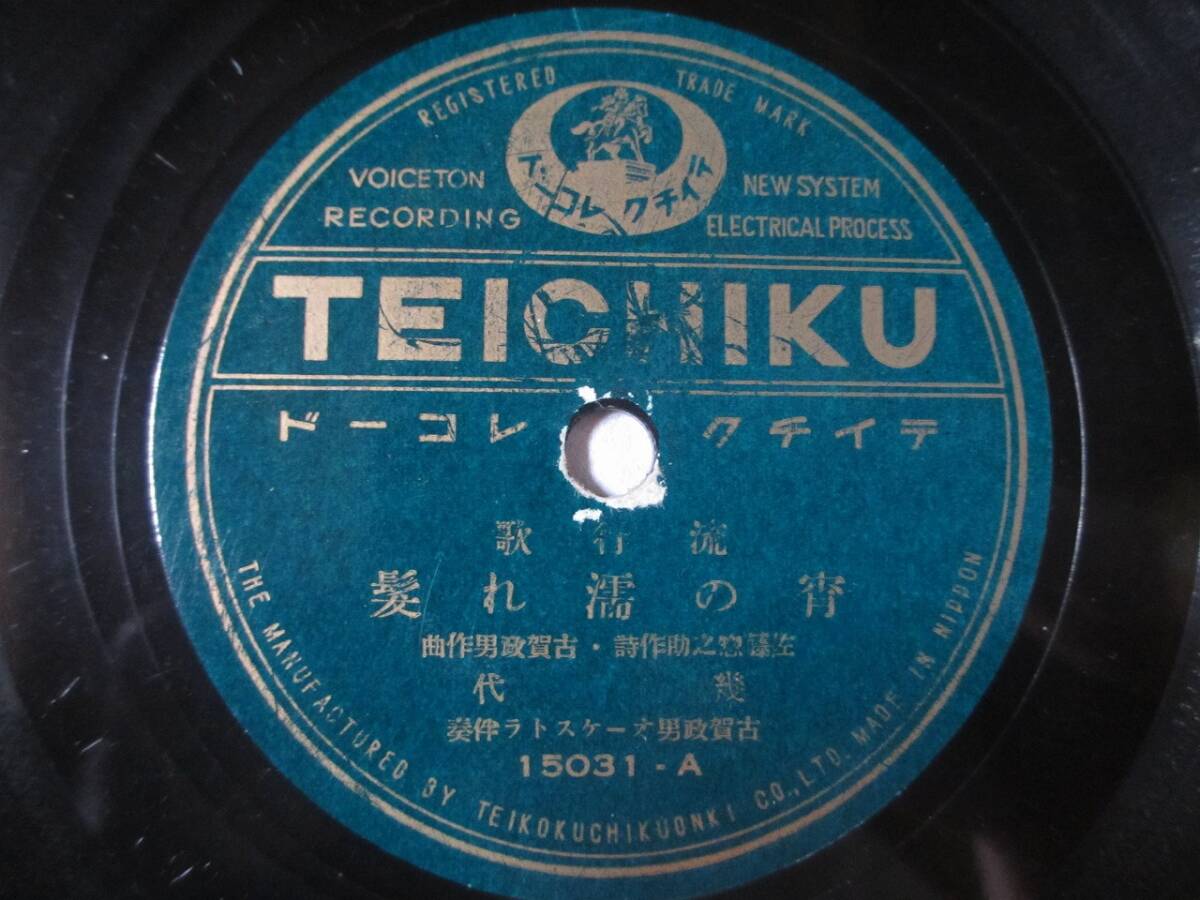 REGISTERED TRADE MARK
テイチクレコード
VOICETON RECORDING
NEW SYSTEM ELECTRICAL PROCESS
TEICHIKU
テイチクレコード
流行歌
宵の濡れ髪
佐藤惣之助作詩・古賀政男作曲
幾代
古賀政男オーケストラ伴奏
15031-A
THE MANUFACTURED BY TEIKOKUCHIKUONKI C.O.,LTD. MADE IN NIPPON